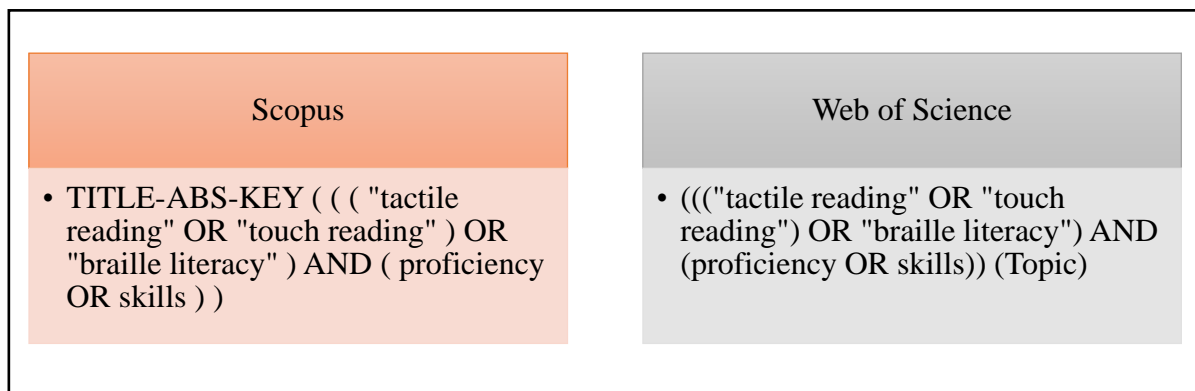 Scopus
• TITLE-ABS-KEY ( ( ( "tactile
reading" OR "touch reading" ) OR
"braille literacy" ) AND ( proficiency
OR skills ) )
Web of Science
• ((("tactile reading" OR "touch
reading") OR "braille literacy") AND
(proficiency OR skills)) (Topic)